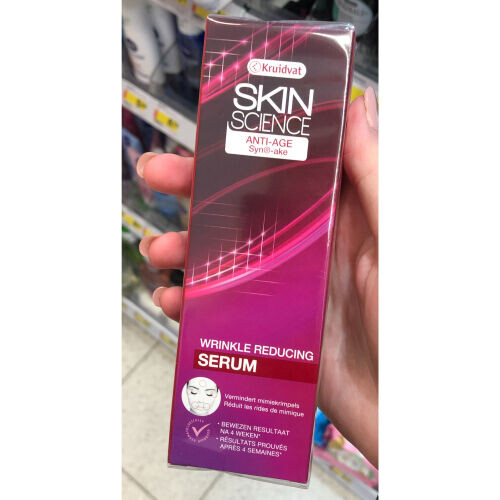 Kruidvat
SKIN
SCIENCE
ANTI-AGE
Syn®-ake
WRINKLE REDUCING
SERUM
Vermindert mimiekrimpels
Réduit les rides de mimique
• BEWEZEN RESULTAAT
NA 4 WEKEN*
• RÉSULTATS PROUVÉS
APRÈS 4 SEMAINES*